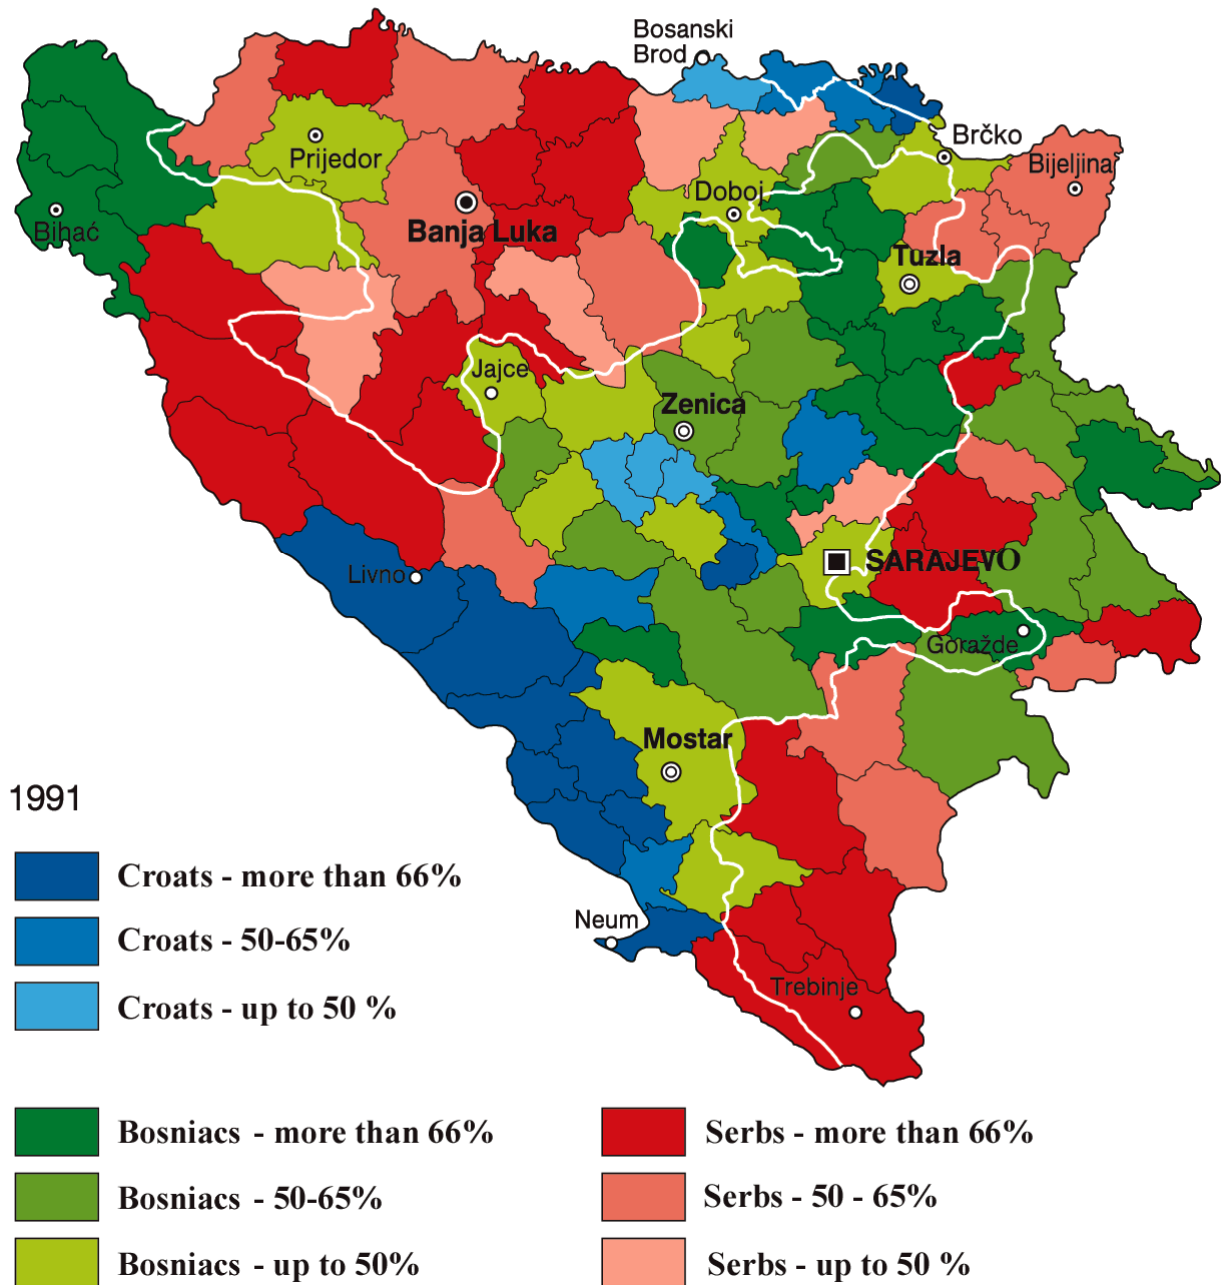 Bosanski
Brod
Prijedor
Brčko
Bijeljina
Doboj
Bihać
Banja Luka
Tuzla
Jajce
Zenica
SARAJEVO
Livno
Goražde
Mostar
1991
Croats - more than 66%
Neum
Croats - 50-65%
Trebinje
Croats - up to 50 %
Bosniacs - more than 66%
Serbs - more than 66%
Bosniacs - 50-65%
Serbs - 50 - 65%
Bosniacs - up to 50%
Serbs - up to 50 %